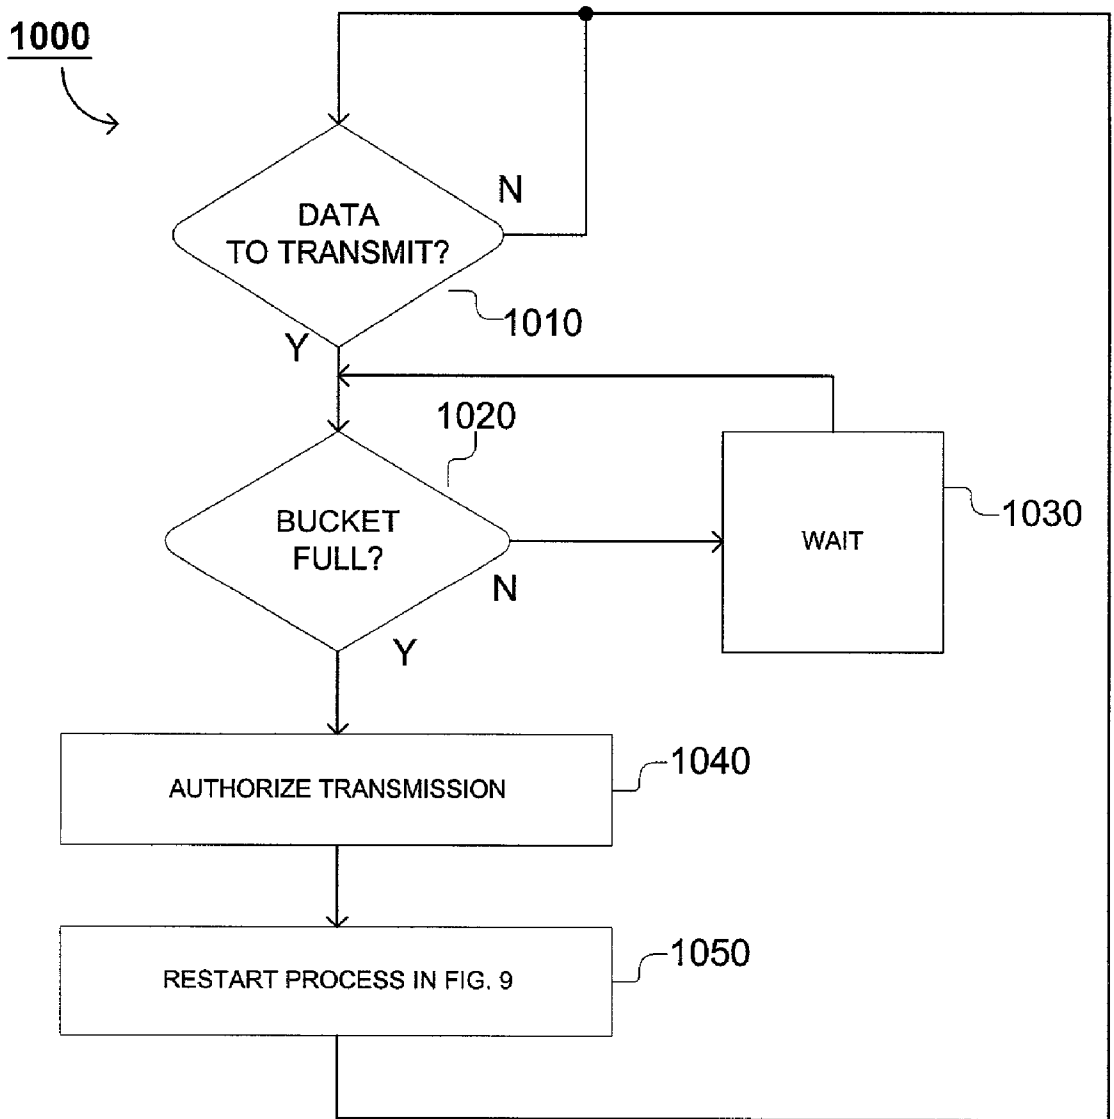 1000
N
DATA
TO TRANSMIT?
1010
Y
1020
BUCKET
FULL?
N
WAIT
1030
Y
AUTHORIZE TRANSMISSION
1040
RESTART PROCESS IN FIG. 9
1050